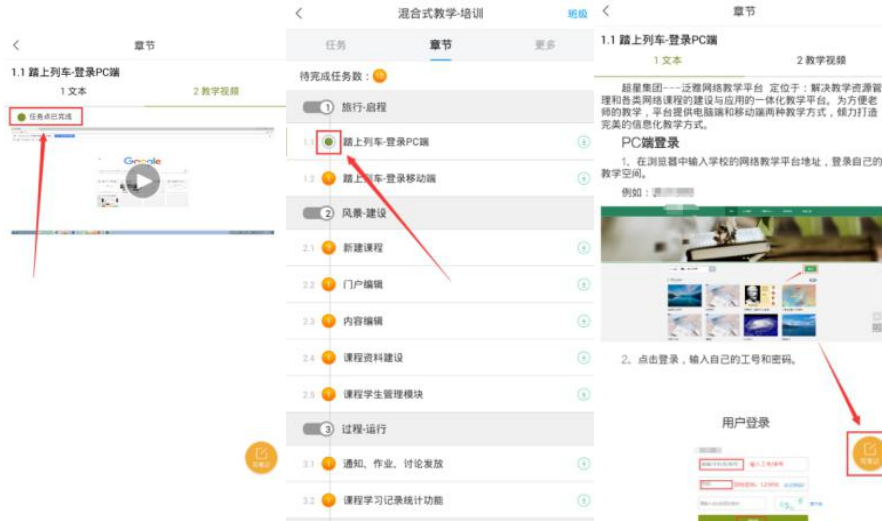 章节
1.1 踏上列车-登录PC端
1 文本
2 教学视频
任务点已完成
Google
写笔记
混合式教学-培训
班级
任务
章节
更多
待完成任务数：
1 旅行-启程
1.1 踏上列车-登录PC端
1.2 踏上列车-登录移动端
2 风景-建设
2.1 新建课程
2.2 门户编辑
2.3 内容编辑
2.4 课程资料建设
2.5 课程学生管理模块
3 过程-运行
3.1 通知、作业、讨论发放
3.2 课程学习记录统计功能
章节
1.1 踏上列车-登录PC端
1 文本
2 教学视频
超星集团---泛雅网络教学平台 定位于：解决教学资源管
理和各类网络课程的建设与应用的一体化教学平台。为方便老
师的教学，平台提供电脑端和移动端两种教学方式，倾力打造
完美的信息化教学方式。
PC端登录
1、在浏览器中输入学校的网络教学平台地址，登录自己的
教学空间。
例如：
2、点击登录，输入自己的工号和密码。
用户登录
写笔记